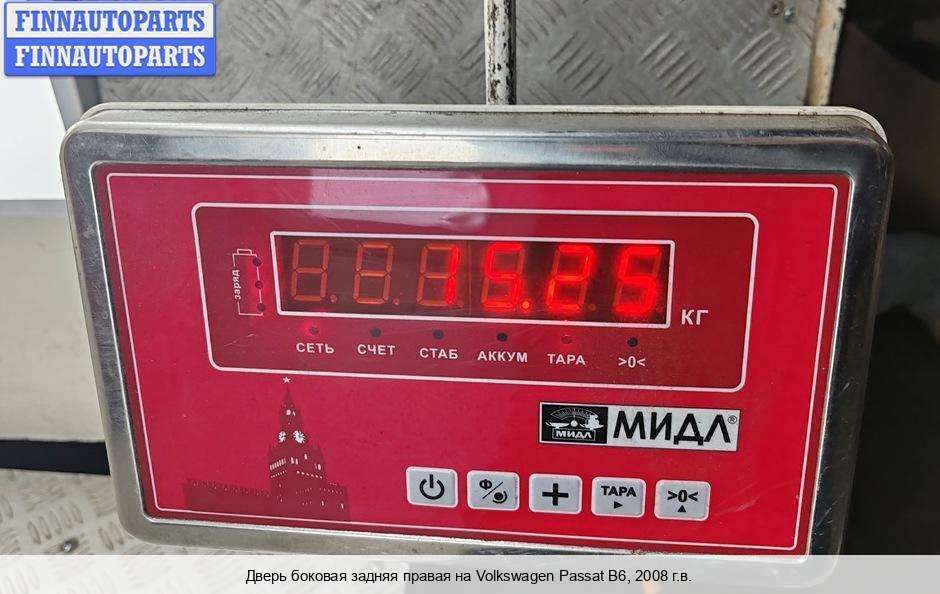 FINNAUTOPARTS
FINNAUTOPARTS
заряд
15.25
КГ
СЕТЬ СЧЕТ СТАБ АККУМ ТАРА >0<
МИДЛ МИДЛ®
Ф ТАРА >0<
Дверь боковая задняя правая на Volkswagen Passat B6, 2008 г.в.